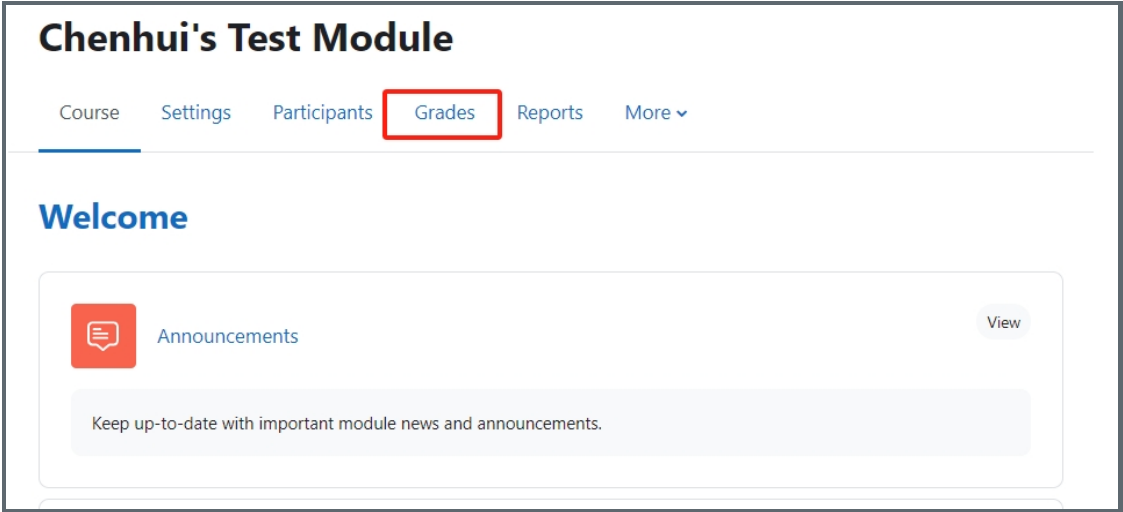 Chenhui's Test Module
Course Settings Participants Grades Reports More
Welcome
Announcements View
Keep up-to-date with important module news and announcements.